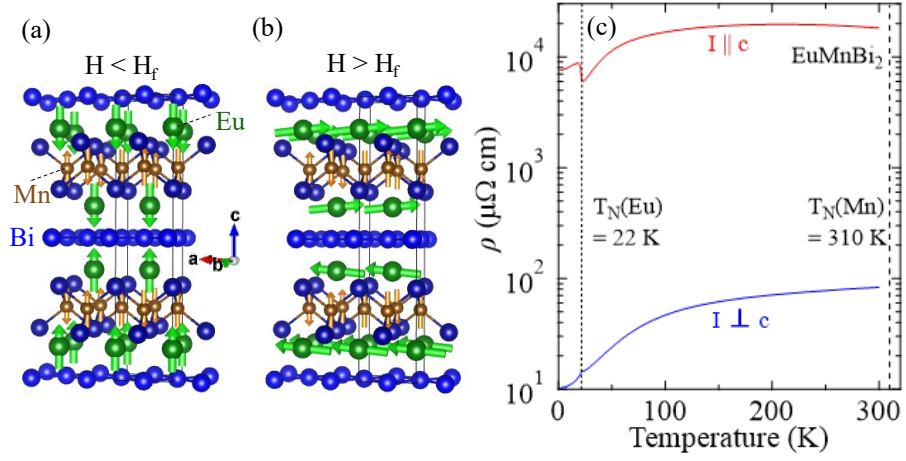 (a)
H < H_f
Eu
Mn
Bi
c
a
b
(b)
H > H_f
(c)
I ∥ c
EuMnBi₂
T_N(Eu)
= 22 K
T_N(Mn)
= 310 K
I ⊥ c
ρ (μΩ cm)
10⁴
10³
10²
10¹
0
100
200
300
Temperature (K)